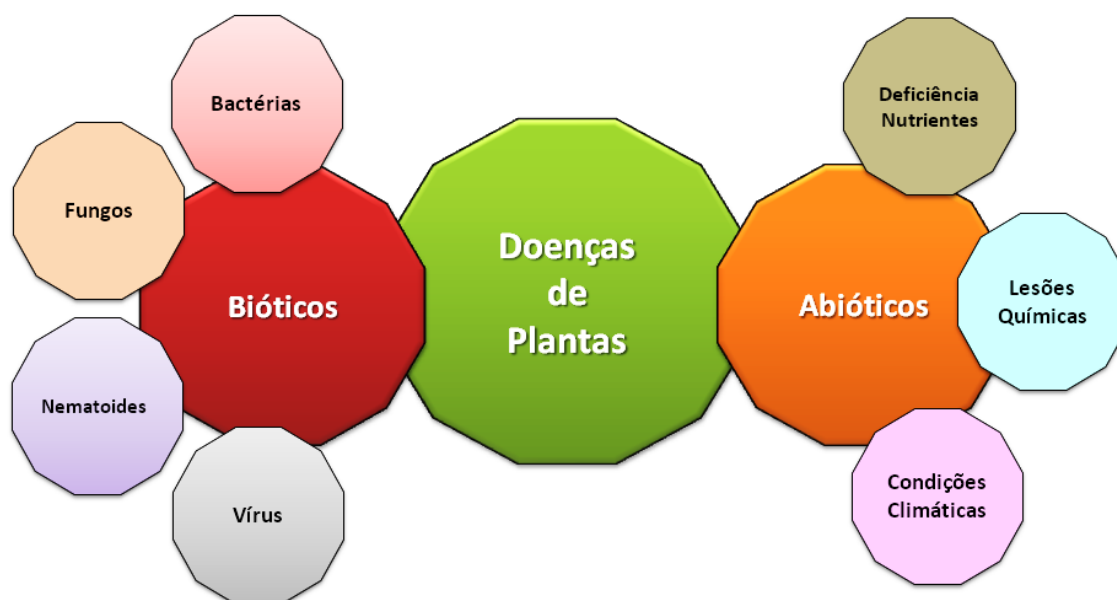 Bactérias
Fungos
Nematoides
Vírus
Bióticos
Doenças
de
Plantas
Abióticos
Deficiência
Nutrientes
Lesões
Químicas
Condições
Climáticas